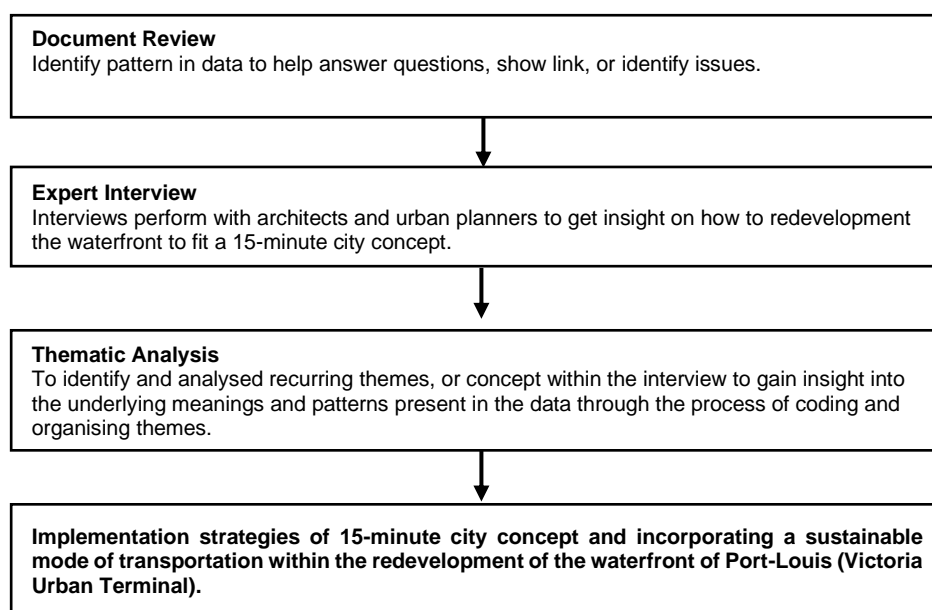 Document Review
Identify pattern in data to help answer questions, show link, or identify issues.
Expert Interview
Interviews perform with architects and urban planners to get insight on how to redevelopment
the waterfront to fit a 15-minute city concept.
Thematic Analysis
To identify and analysed recurring themes, or concept within the interview to gain insight into
the underlying meanings and patterns present in the data through the process of coding and
organising themes.
Implementation strategies of 15-minute city concept and incorporating a sustainable
mode of transportation within the redevelopment of the waterfront of Port-Louis (Victoria
Urban Terminal).